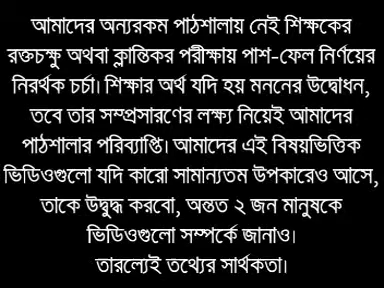 আমাদের অন্যরকম পাঠশালায় নেই শিক্ষকের
রক্তচক্ষু অথবা ক্লান্তিকর পরীক্ষায় পাশ-ফেল নির্ণয়ের
নিরর্থক চর্চা। শিক্ষার অর্থ যদি হয় মননের উদ্বোধন,
তবে তার সম্প্রসারণের লক্ষ্য নিয়েই আমাদের
পাঠশালার পরিব্যাপ্তি। আমাদের এই বিষয়ভিত্তিক
ভিডিওগুলো যদি কারো সামান্যতম উপকারেও আসে,
তাকে উদ্বুদ্ধ করবো, অন্তত ২ জন মানুষকে
ভিডিওগুলো সম্পর্কে জানাও।
তারল্যেই তথ্যের সার্থকতা।